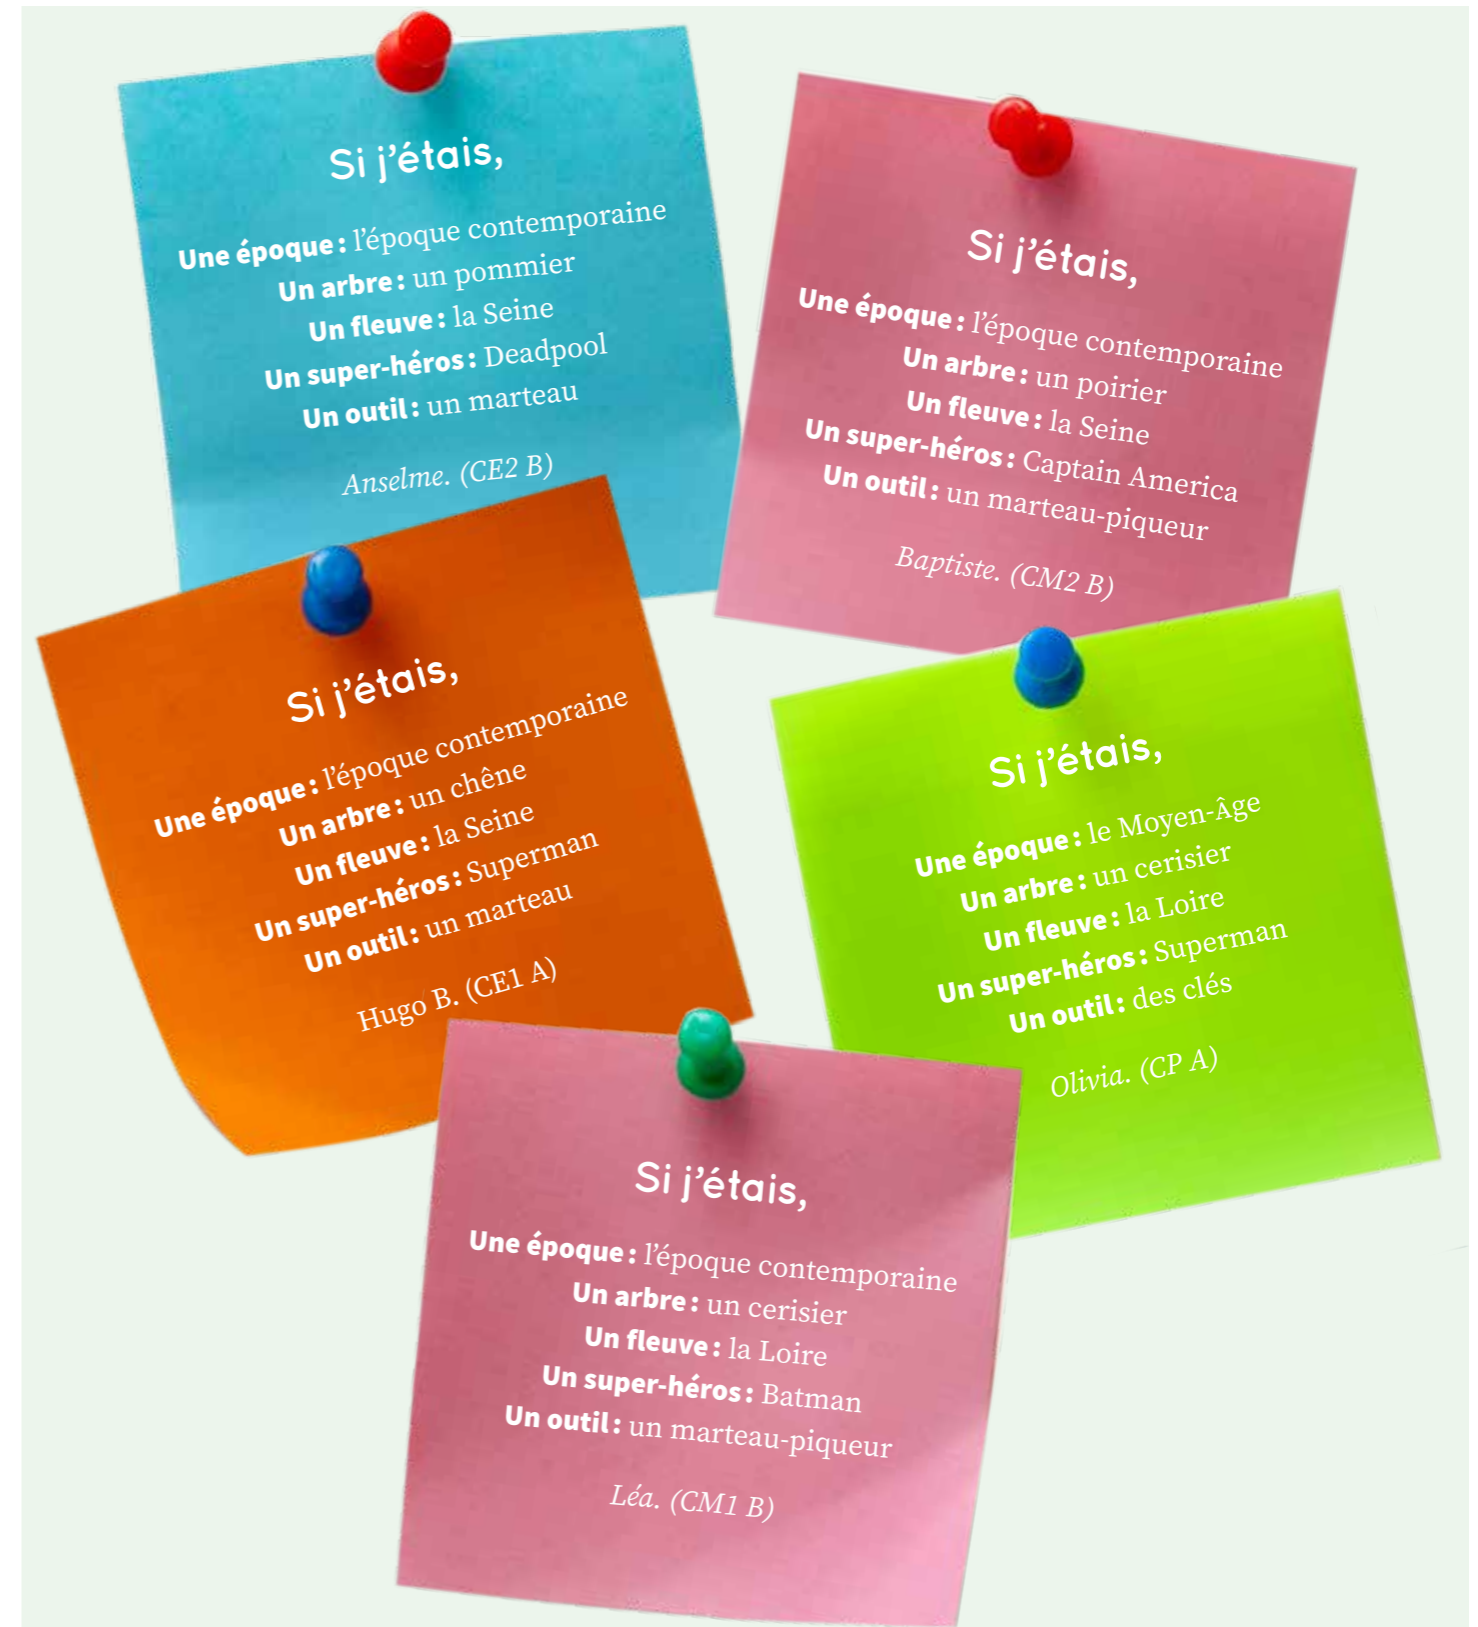 Si j'étais,
Une époque : l'époque contemporaine
Un arbre : un pommier
Un fleuve : la Seine
Un super-héros : Deadpool
Un outil : un marteau
Anselme. (CE2 B)
Si j'étais,
Une époque : l'époque contemporaine
Un arbre : un poirier
Un fleuve : la Seine
Un super-héros : Captain America
Un outil : un marteau-piqueur
Baptiste. (CM2 B)
Si j'étais,
Une époque : l'époque contemporaine
Un arbre : un chêne
Un fleuve : la Seine
Un super-héros : Superman
Un outil : un marteau
Hugo B. (CE1 A)
Si j'étais,
Une époque : le Moyen-Âge
Un arbre : un cerisier
Un fleuve : la Loire
Un super-héros : Superman
Un outil : des clés
Olivia. (CP A)
Si j'étais,
Une époque : l'époque contemporaine
Un arbre : un cerisier
Un fleuve : la Loire
Un super-héros : Batman
Un outil : un marteau-piqueur
Léa. (CM1 B)